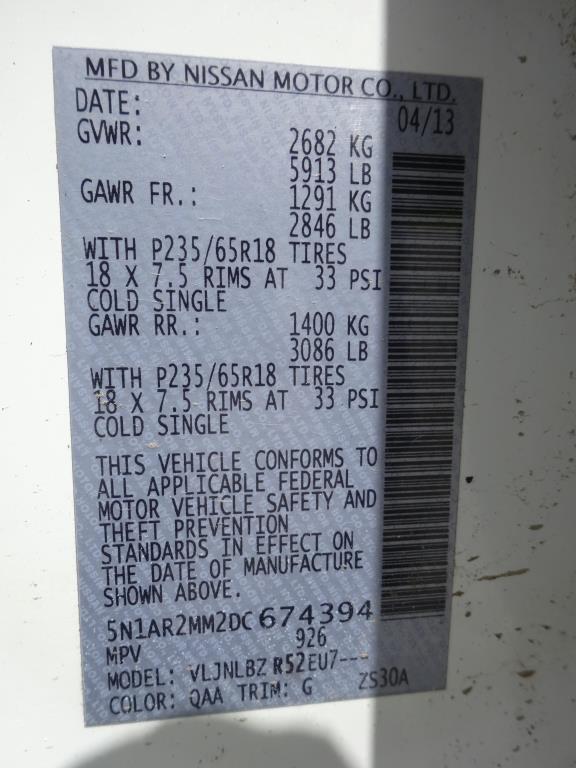 MFD BY NISSAN MOTOR CO., LTD.
DATE: 04/13
GVWR: 2682 KG
5913 LB
GAWR FR.: 1291 KG
2846 LB
WITH P235/65R18 TIRES
18 X 7.5 RIMS AT 33 PSI
COLD SINGLE
GAWR RR.: 1400 KG
3086 LB
WITH P235/65R18 TIRES
18 X 7.5 RIMS AT 33 PSI
COLD SINGLE
THIS VEHICLE CONFORMS TO
ALL APPLICABLE FEDERAL
MOTOR VEHICLE SAFETY AND
THEFT PREVENTION
STANDARDS IN EFFECT ON
THE DATE OF MANUFACTURE
SHOWN ABOVE.
5N1AR2MM2DC674394
MPV 926
MODEL: VLJNLBZ R52EU7---
COLOR: QAA TRIM: G ZS30A